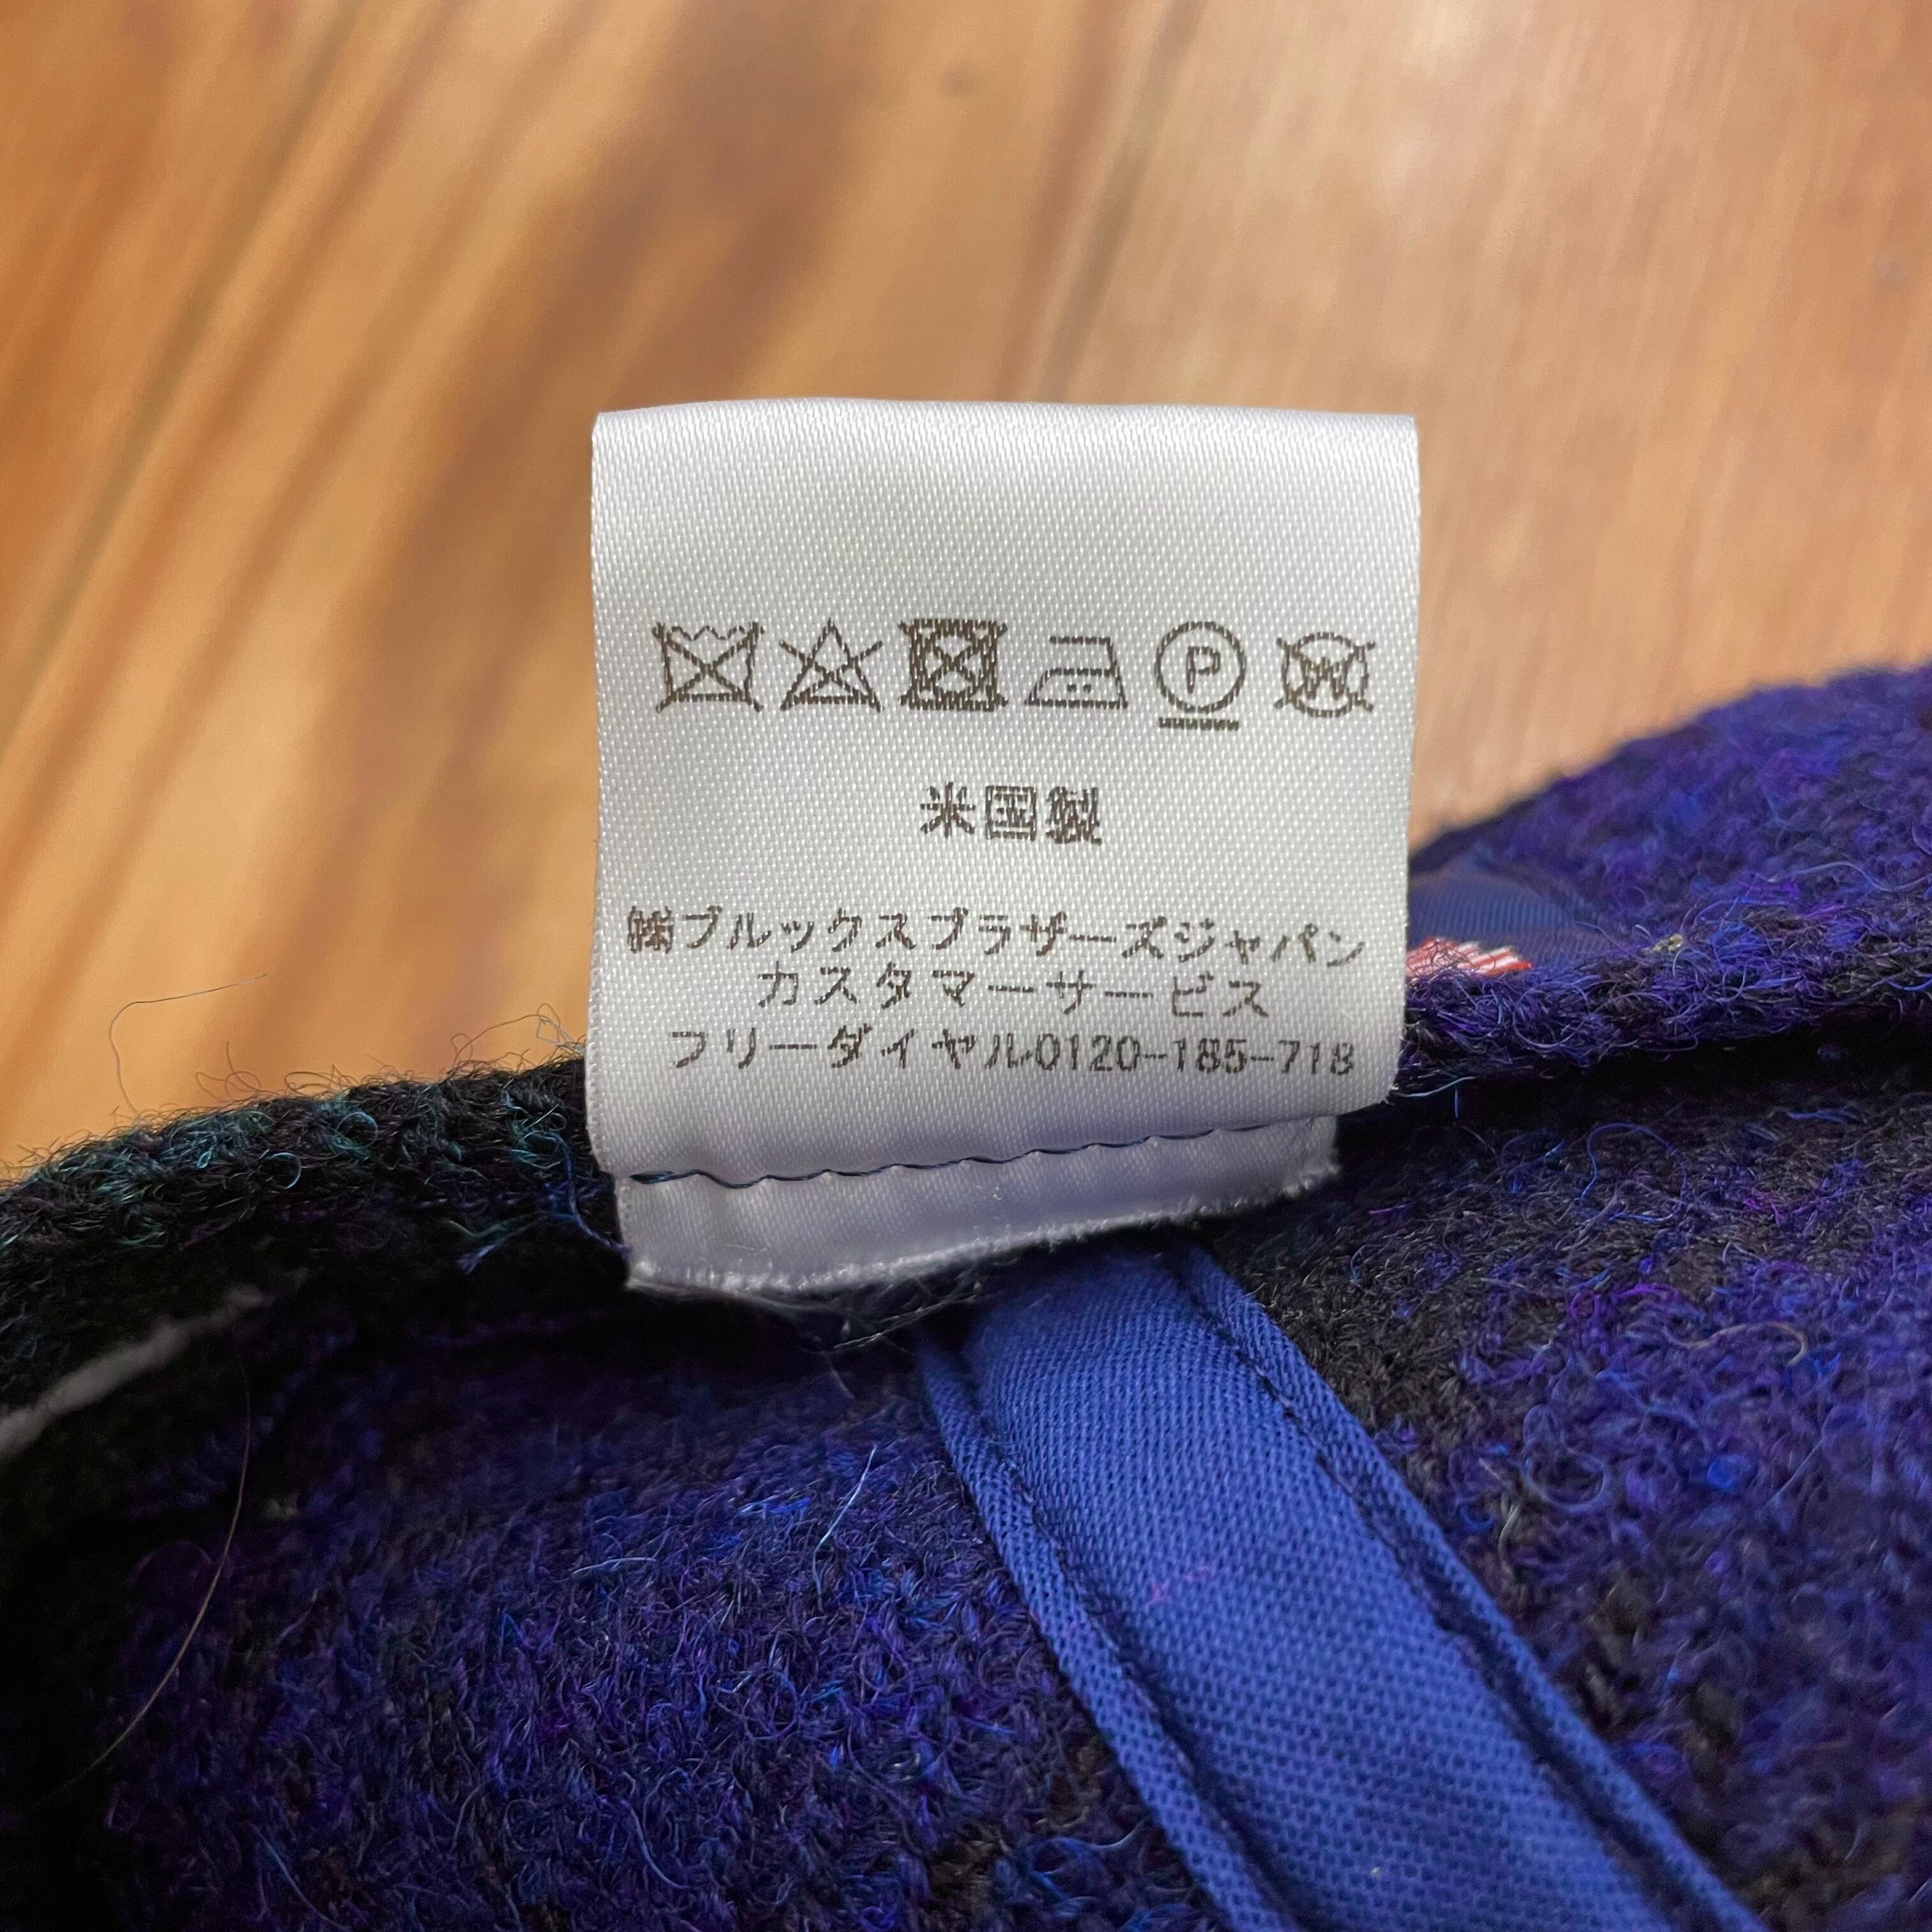 米国製
㈱ブルックスブラザーズジャパン
カスタマーサービス
フリーダイヤル0120-185-718